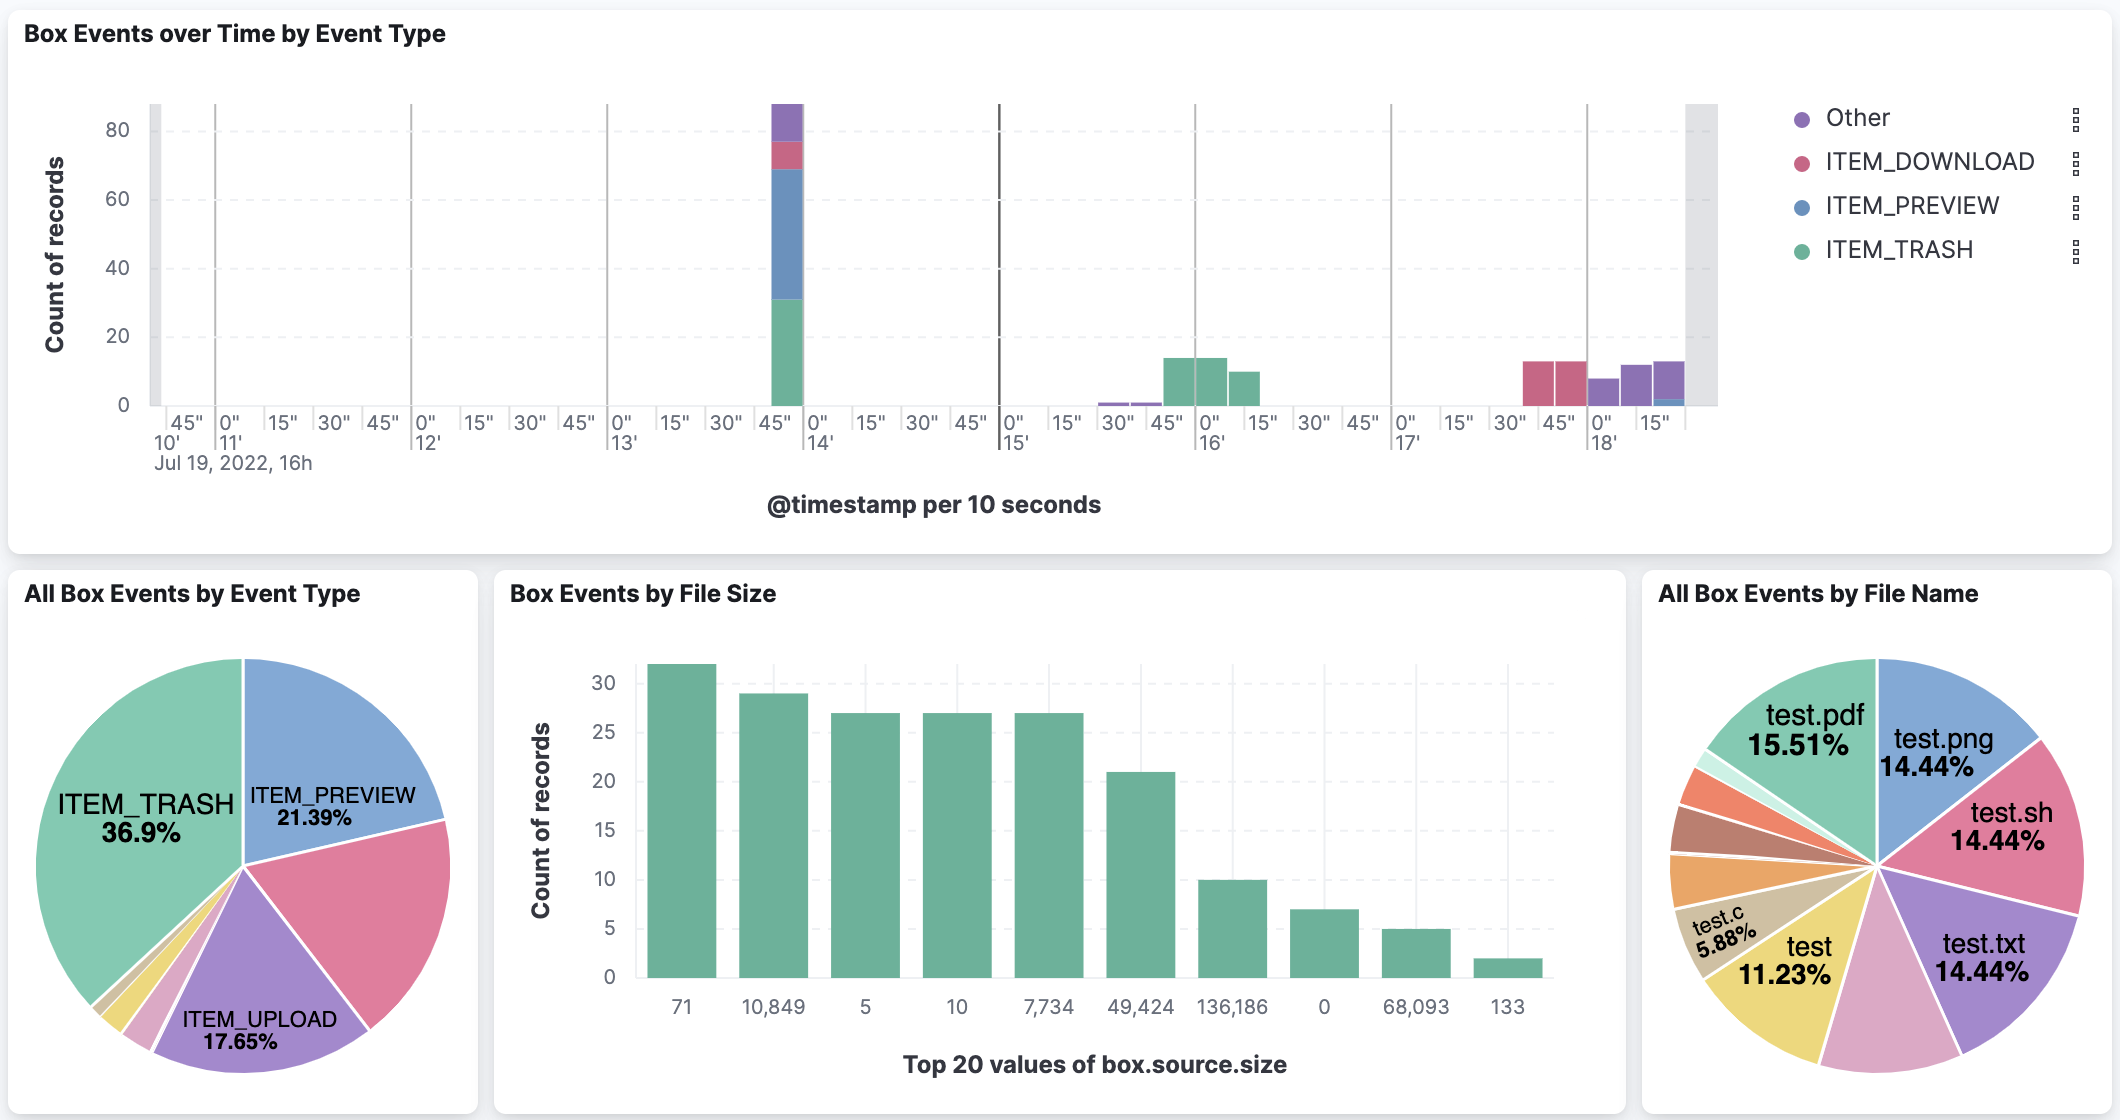 Box Events over Time by Event Type
Count of records
80
60
40
20
0
45" 0" 15" 30" 45" 0" 15" 30" 45" 0" 15" 30" 45" 0" 15" 30" 45" 0" 15" 30" 45" 0" 15" 30" 45" 0" 15" 30" 45" 0" 15"
10' 11' 12' 13' 14' 15' 16' 17' 18'
Jul 19, 2022, 16h
@timestamp per 10 seconds
Other
ITEM_DOWNLOAD
ITEM_PREVIEW
ITEM_TRASH
All Box Events by Event Type
ITEM_TRASH
36.9%
ITEM_PREVIEW
21.39%
ITEM_UPLOAD
17.65%
Box Events by File Size
Count of records
30
25
20
15
10
5
0
71 10,849 5 10 7,734 49,424 136,186 0 68,093 133
Top 20 values of box.source.size
All Box Events by File Name
test.pdf
15.51%
test.png
14.44%
test.sh
14.44%
test.txt
14.44%
test
11.23%
test.c
5.88%